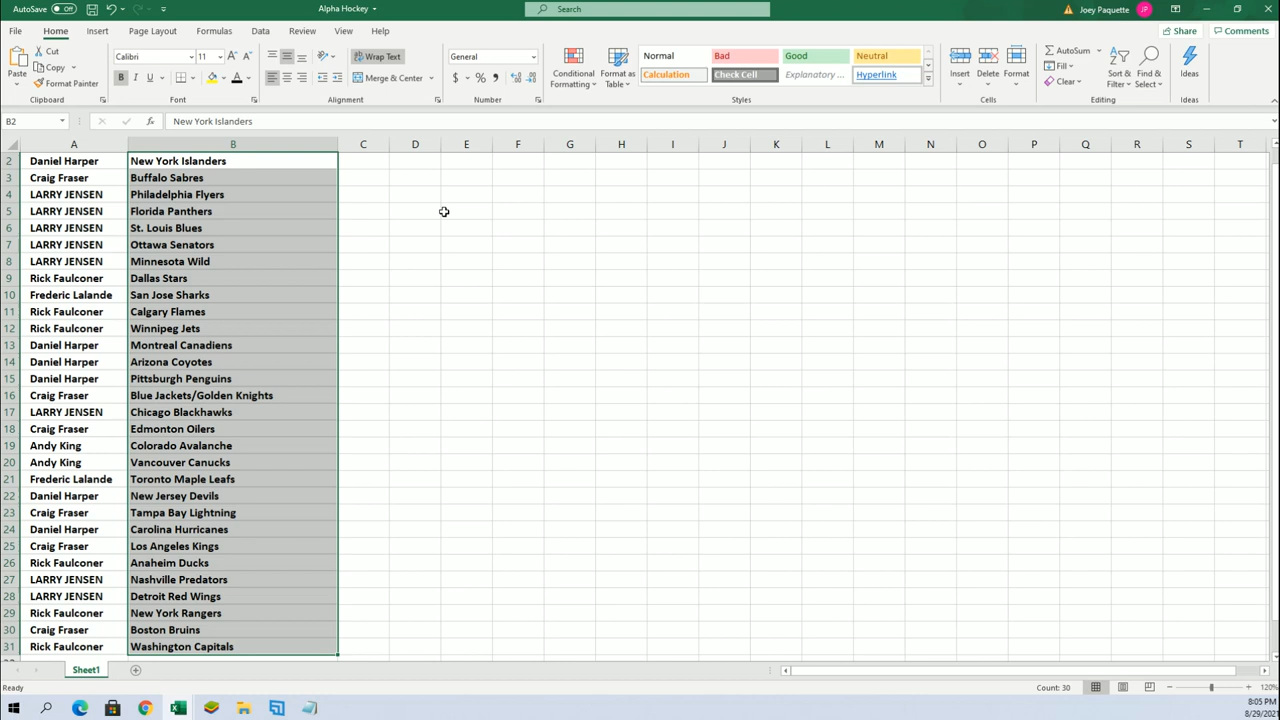 AutoSave Off Alpha Hockey Search Joey Paquette JP
File Home Insert Page Layout Formulas Data Review View Help Share Comments
Cut Calibri 11 Wrap Text General Normal Bad Good Neutral AutoSum
Copy Fill
Paste Format Painter B I U Merge & Center $ % Conditional Formatting Format as Table Calculation Check Cell Explanatory ... Hyperlink Insert Delete Format Clear Sort & Filter Find & Select Ideas
Clipboard Font Alignment Number Styles Cells Editing Ideas
B2 fx New York Islanders
A B C D E F G H I J K L M N O P Q R S T
2 Daniel Harper New York Islanders
3 Craig Fraser Buffalo Sabres
4 LARRY JENSEN Philadelphia Flyers
5 LARRY JENSEN Florida Panthers
6 LARRY JENSEN St. Louis Blues
7 LARRY JENSEN Ottawa Senators
8 LARRY JENSEN Minnesota Wild
9 Rick Faulconer Dallas Stars
10 Frederic Lalande San Jose Sharks
11 Rick Faulconer Calgary Flames
12 Rick Faulconer Winnipeg Jets
13 Daniel Harper Montreal Canadiens
14 Daniel Harper Arizona Coyotes
15 Daniel Harper Pittsburgh Penguins
16 Craig Fraser Blue Jackets/Golden Knights
17 LARRY JENSEN Chicago Blackhawks
18 Craig Fraser Edmonton Oilers
19 Andy King Colorado Avalanche
20 Andy King Vancouver Canucks
21 Frederic Lalande Toronto Maple Leafs
22 Daniel Harper New Jersey Devils
23 Craig Fraser Tampa Bay Lightning
24 Daniel Harper Carolina Hurricanes
25 Craig Fraser Los Angeles Kings
26 Rick Faulconer Anaheim Ducks
27 LARRY JENSEN Nashville Predators
28 LARRY JENSEN Detroit Red Wings
29 Rick Faulconer New York Rangers
30 Craig Fraser Boston Bruins
31 Rick Faulconer Washington Capitals
Sheet1
Ready Count: 30 120%
8:05 PM